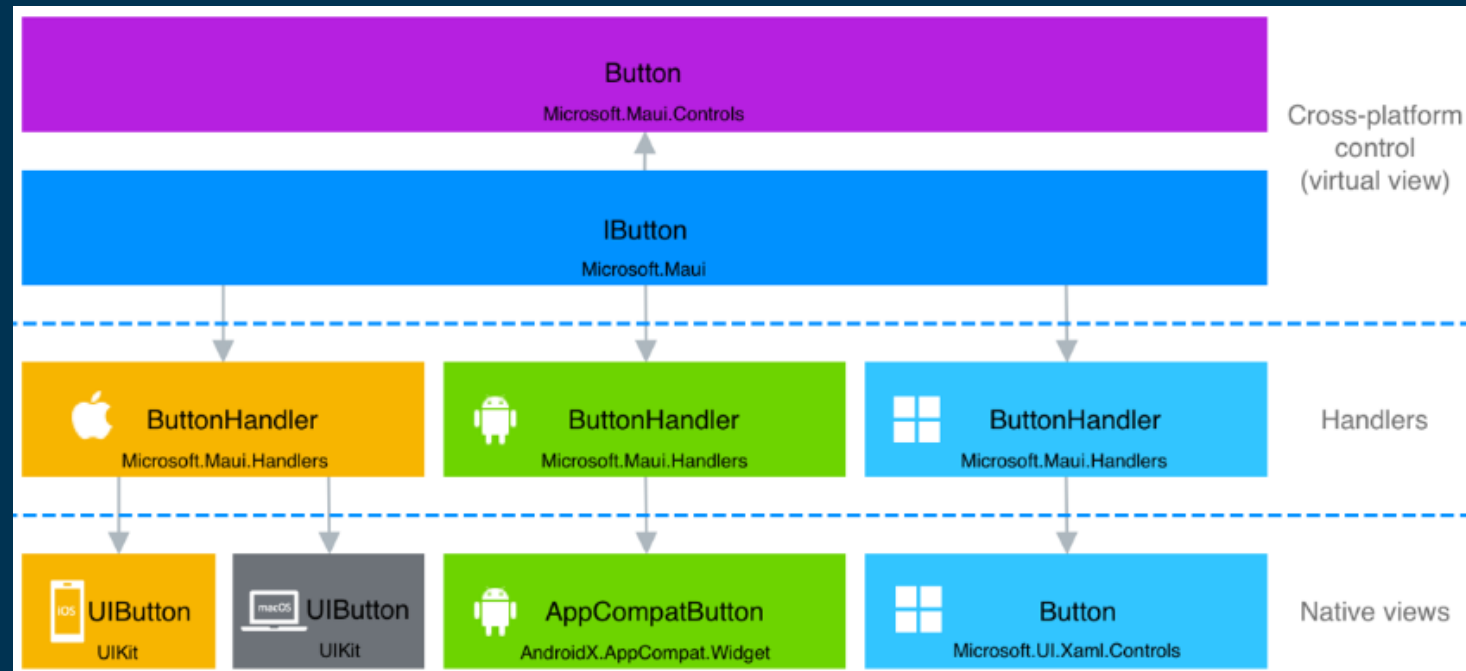 Button
Microsoft.Maui.Controls
Cross-platform
control
(virtual view)
IButton
Microsoft.Maui
ButtonHandler
Microsoft.Maui.Handlers
ButtonHandler
Microsoft.Maui.Handlers
ButtonHandler
Microsoft.Maui.Handlers
Handlers
iOS
UIButton
UIKit
macOS
UIButton
UIKit
AppCompatButton
AndroidX.AppCompat.Widget
Button
Microsoft.UI.Xaml.Controls
Native views